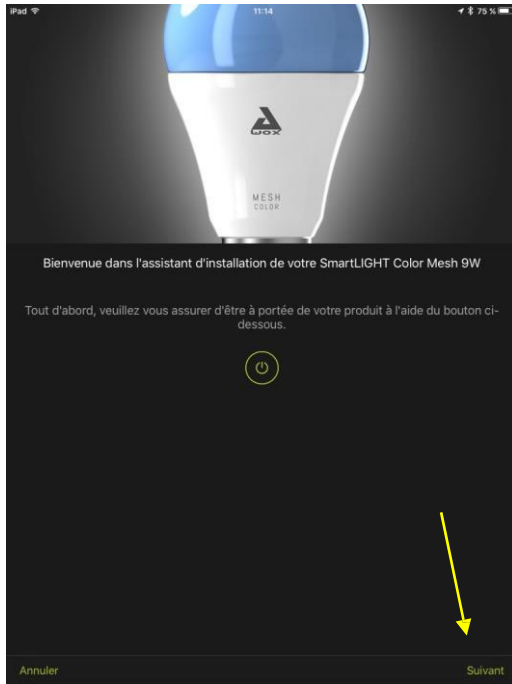 iPad 11:14 75 %
AWOX
MESH
COLOR
Bienvenue dans l'assistant d'installation de votre SmartLIGHT Color Mesh 9W
Tout d'abord, veuillez vous assurer d'être à portée de votre produit à l'aide du bouton ci-
dessous.
Annuler Suivant